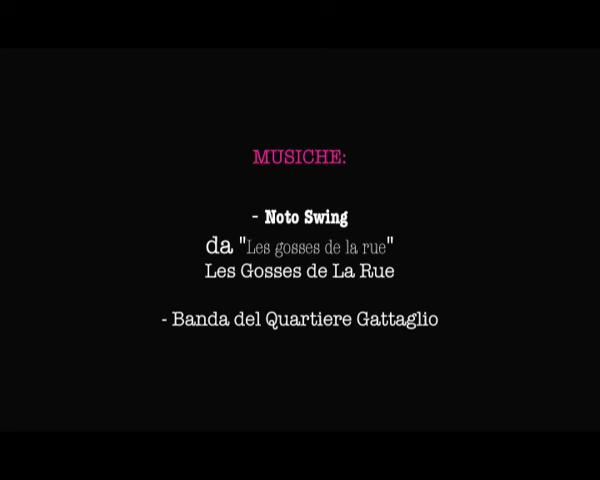 MUSICHE:
- Noto Swing
da "Les gosses de la rue"
Les Gosses de La Rue
- Banda del Quartiere Gattaglio